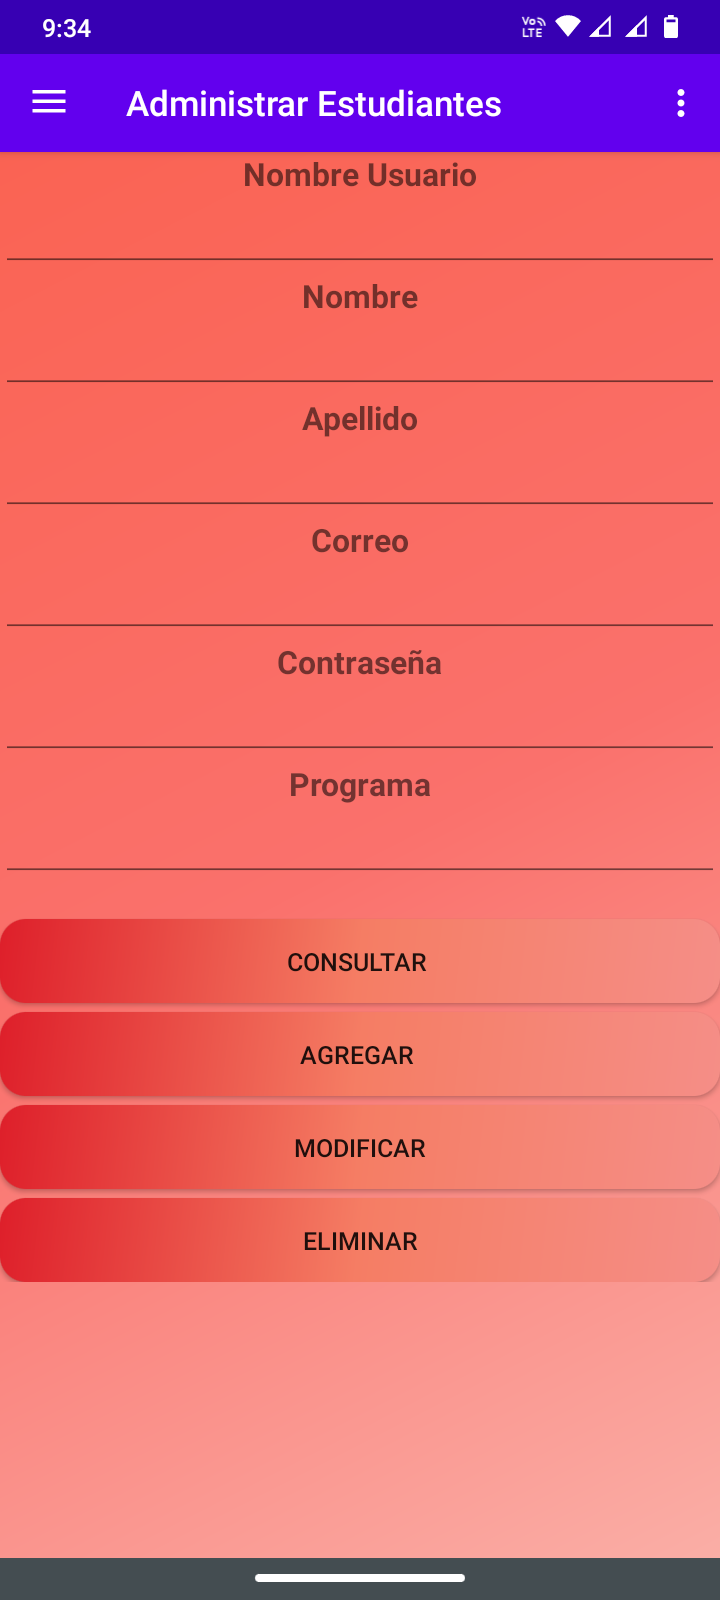 9:34
Vo
LTE
Administrar Estudiantes
Nombre Usuario
Nombre
Apellido
Correo
Contraseña
Programa
CONSULTAR
AGREGAR
MODIFICAR
ELIMINAR